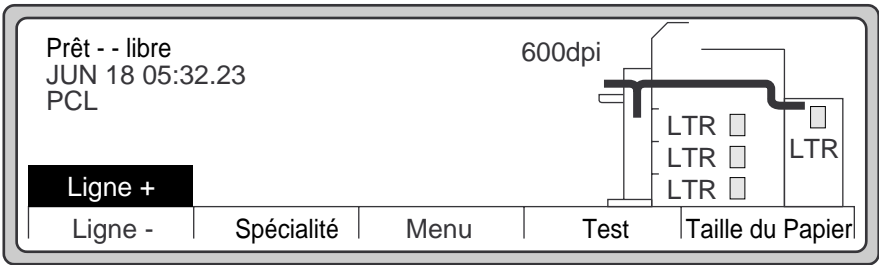 Prêt - - libre
JUN 18 05:32.23
PCL
600dpi
LTR
LTR
LTR
LTR
Ligne +
Ligne -
Spécialité
Menu
Test
Taille du Papier